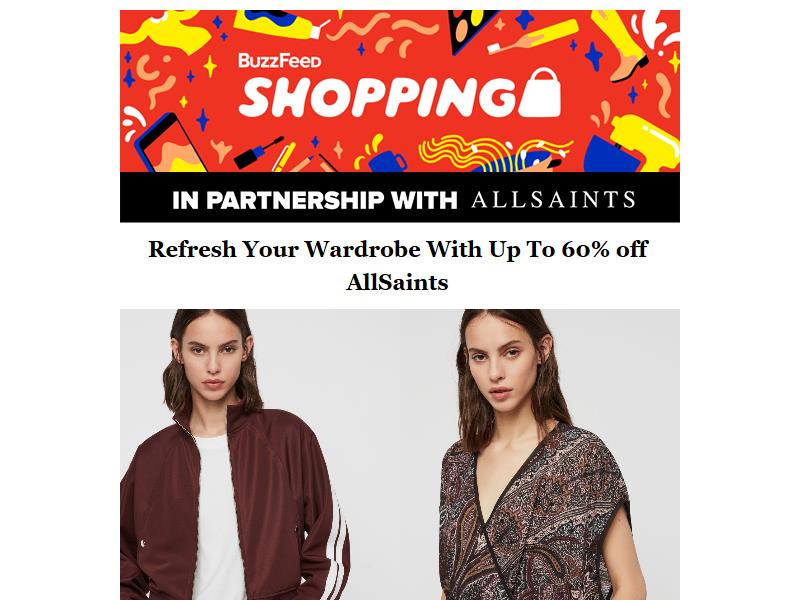 BuzzFeed
SHOPPING
IN PARTNERSHIP WITH ALLSAINTS
Refresh Your Wardrobe With Up To 60% off
AllSaints